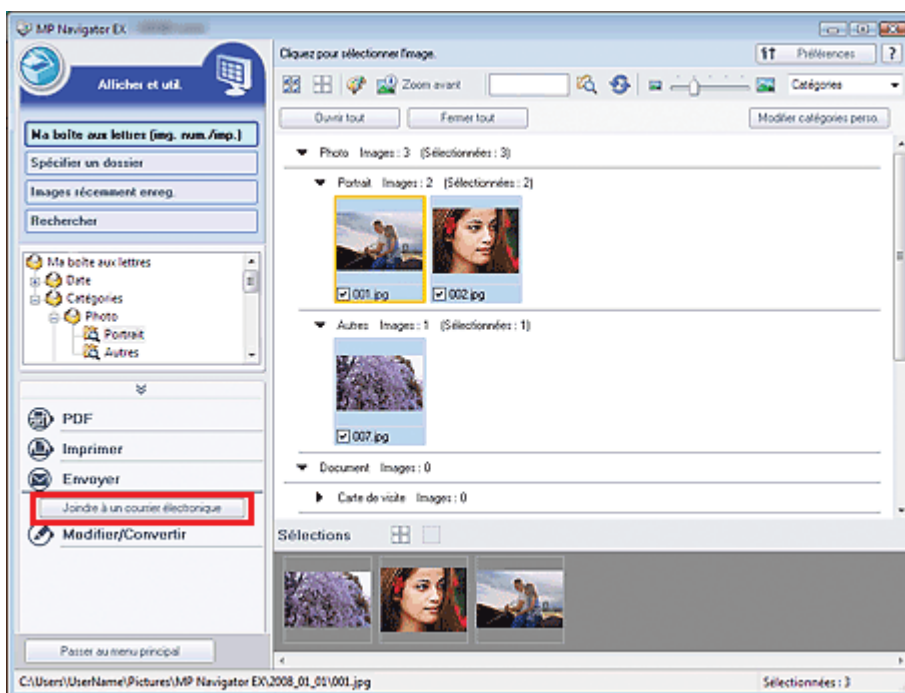 MP Navigator EX
Afficher et util.
Ma boîte aux lettres (img. num./imp.)
Spécifier un dossier
Images récemment enreg.
Rechercher
Ma boîte aux lettres
Date
Catégories
Photo
Portrait
Autres
PDF
Imprimer
Envoyer
Joindre à un courrier électronique
Modifier/Convertir
Passer au menu principal
Cliquez pour sélectionner l'image.
Préférences ?
Zoom avant
Catégories
Ouvrir tout Fermer tout Modifier catégories perso.
Photo Images : 3 (Sélectionnées : 3)
Portrait Images : 2 (Sélectionnées : 2)
001.jpg 002.jpg
Autres Images : 1 (Sélectionnées : 1)
007.jpg
Document Images : 0
Carte de visite Images : 0
Sélections
C:\Users\UserName\Pictures\MP Navigator EX\2008_01_01\001.jpg Sélectionnées : 3